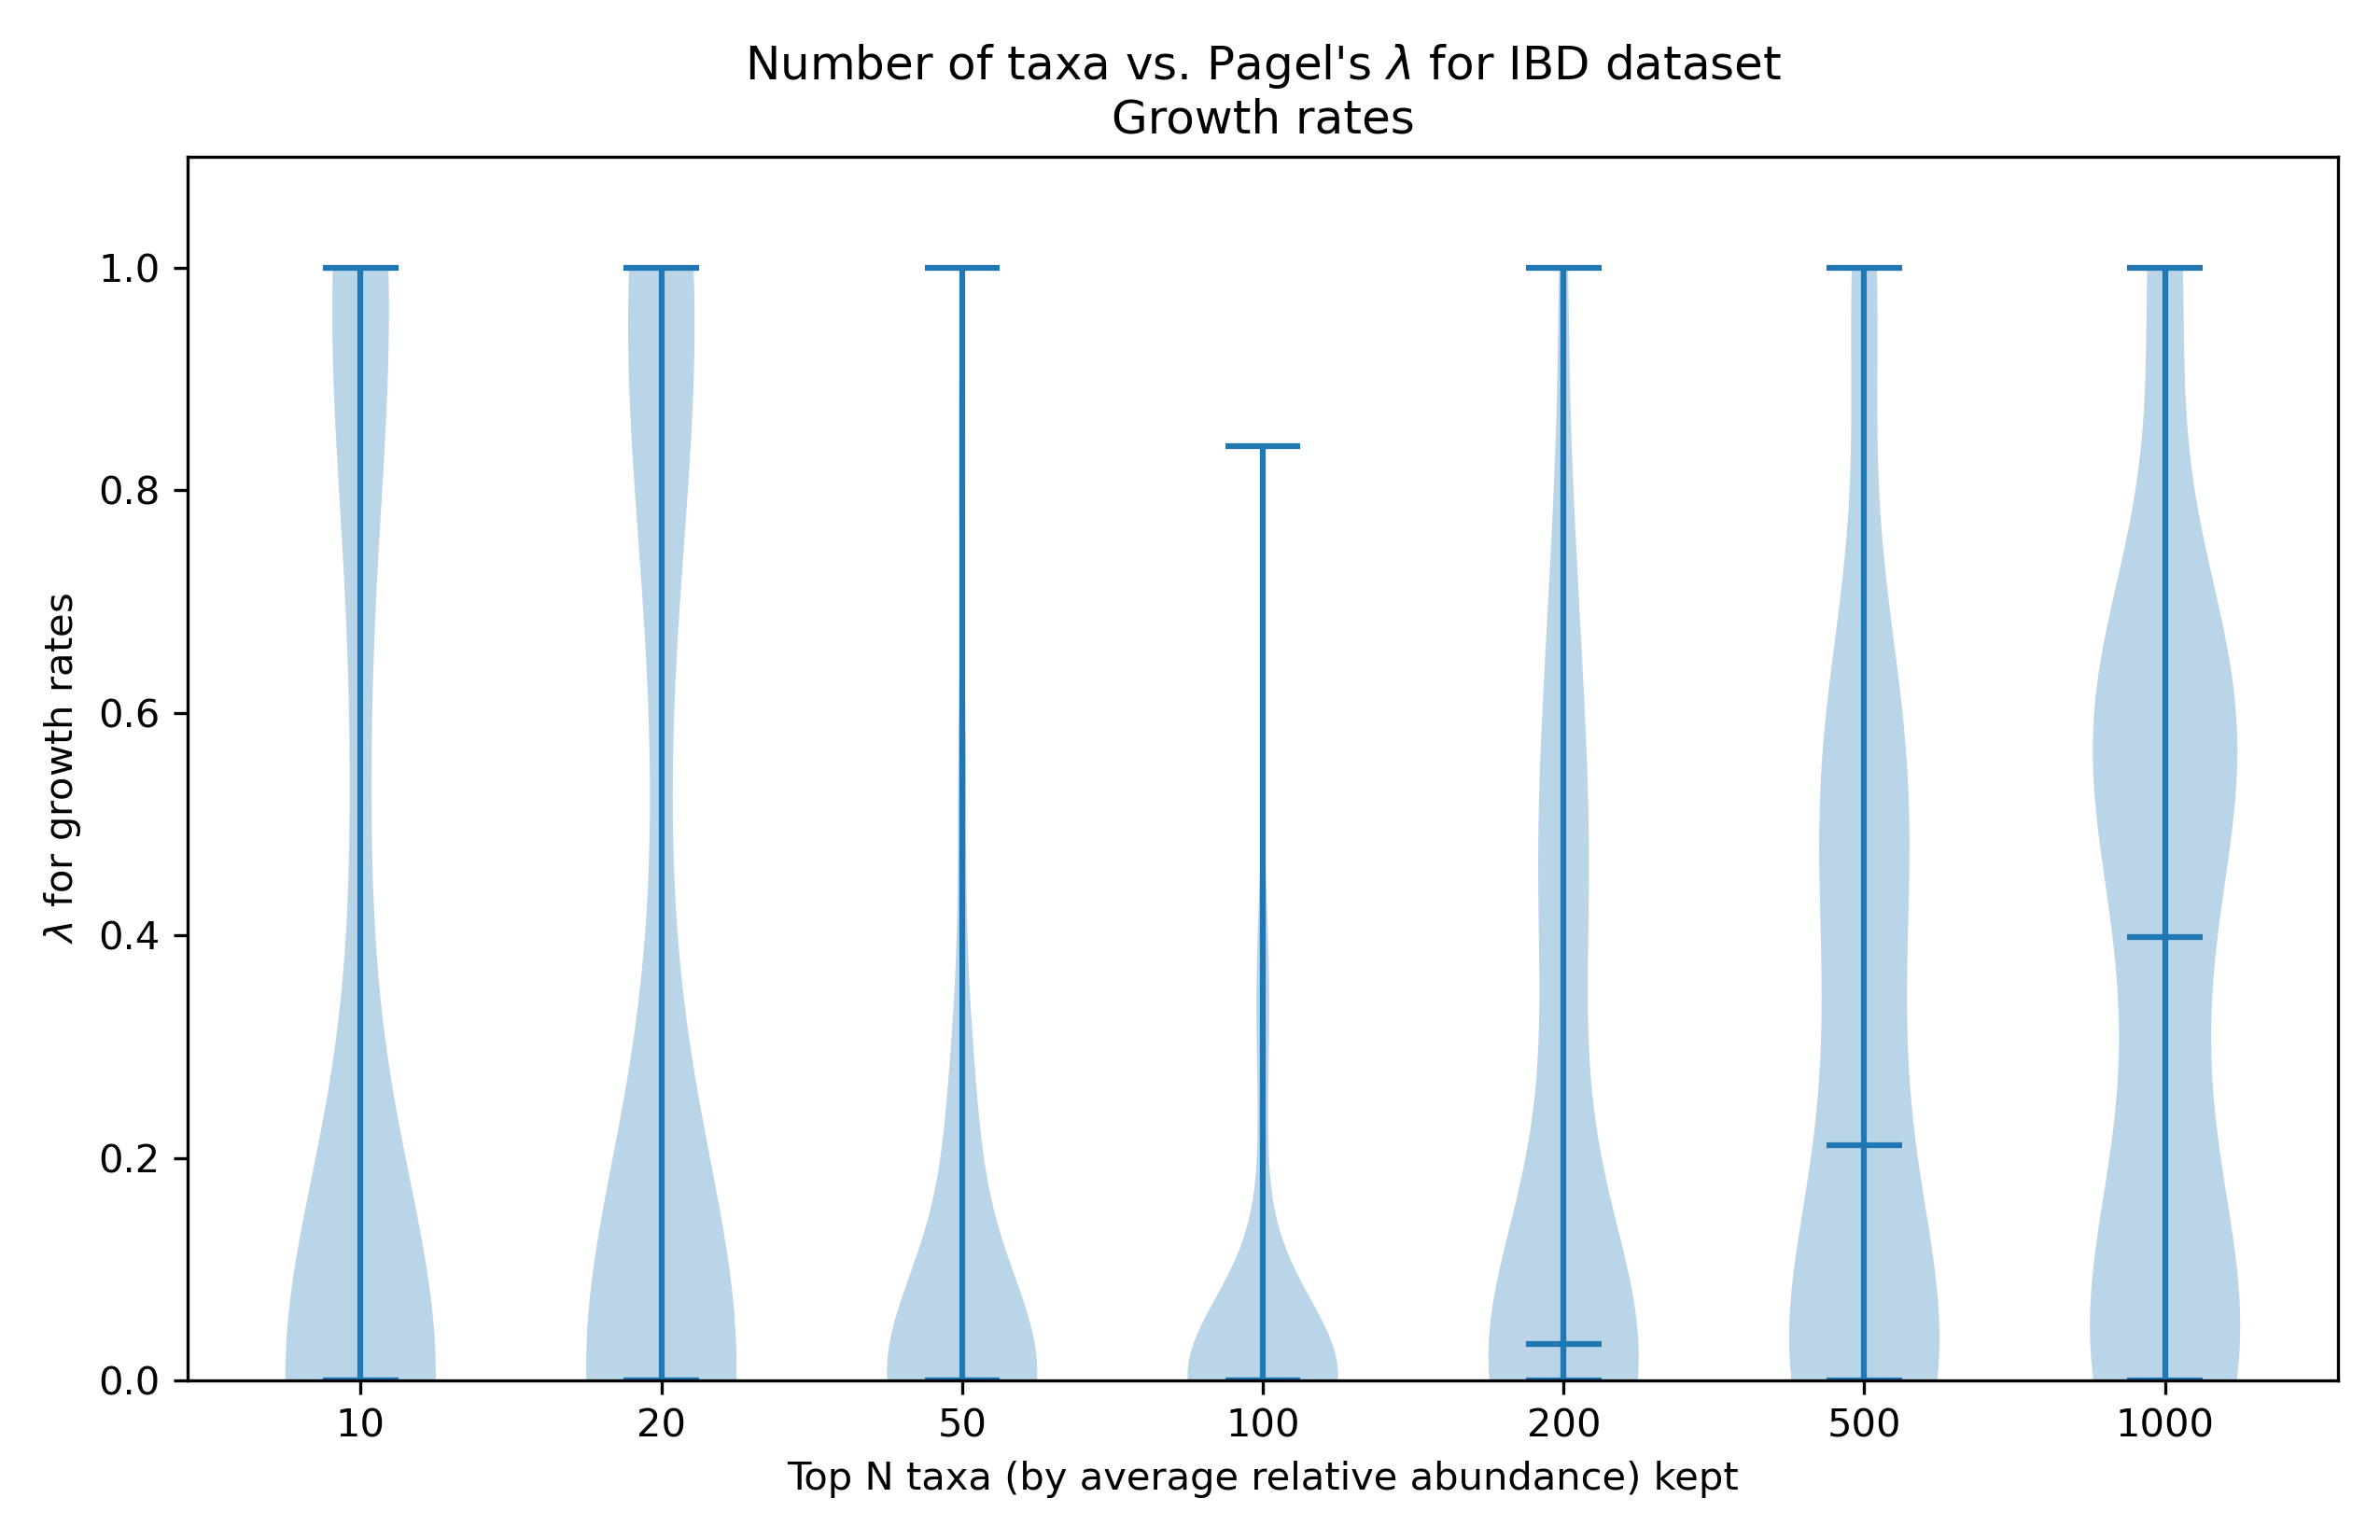 Number of taxa vs. Pagel's λ for IBD dataset
Growth rates
λ for growth rates
1.0
0.8
0.6
0.4
0.2
0.0
10 20 50 100 200 500 1000
Top N taxa (by average relative abundance) kept